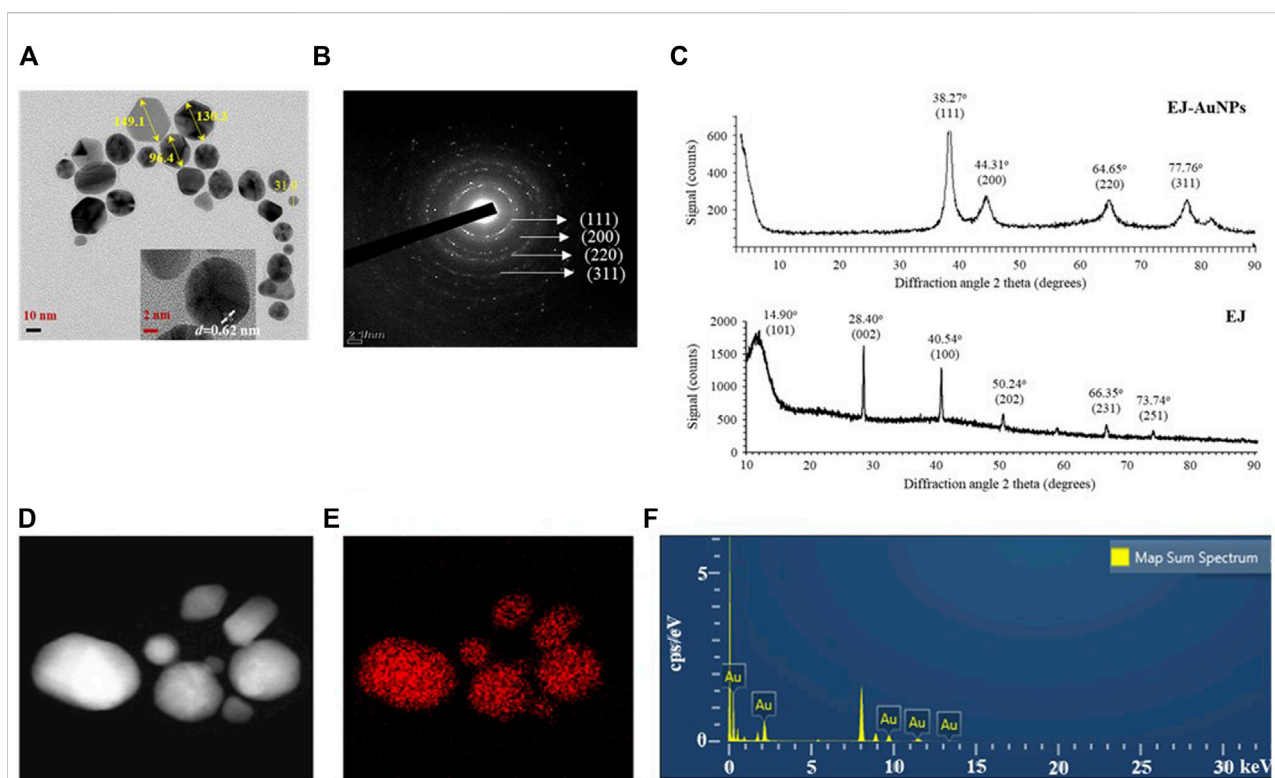 A
149.1
130.3
96.4
10 nm
2 nm
d=0.62 nm
B
(111)
(200)
(220)
(311)
C
EJ-AuNPs
38.27°
(111)
44.31°
(200)
64.65°
(220)
77.76°
(311)
Signal (counts)
600
400
200
10 20 30 40 50 60 70 80 90
Diffraction angle 2 theta (degrees)
EJ
14.90°
(101)
28.40°
(002)
40.54°
(100)
50.24°
(202)
66.35°
(231)
73.74°
(251)
Signal (counts)
2000
1500
1000
500
0
10 20 30 40 50 60 70 80 90
Diffraction angle 2 theta (degrees)
D
E
F
Map Sum Spectrum
cps/eV
5
0
Au
Au
Au
Au
Au
0 5 10 15 20 25 30 keV